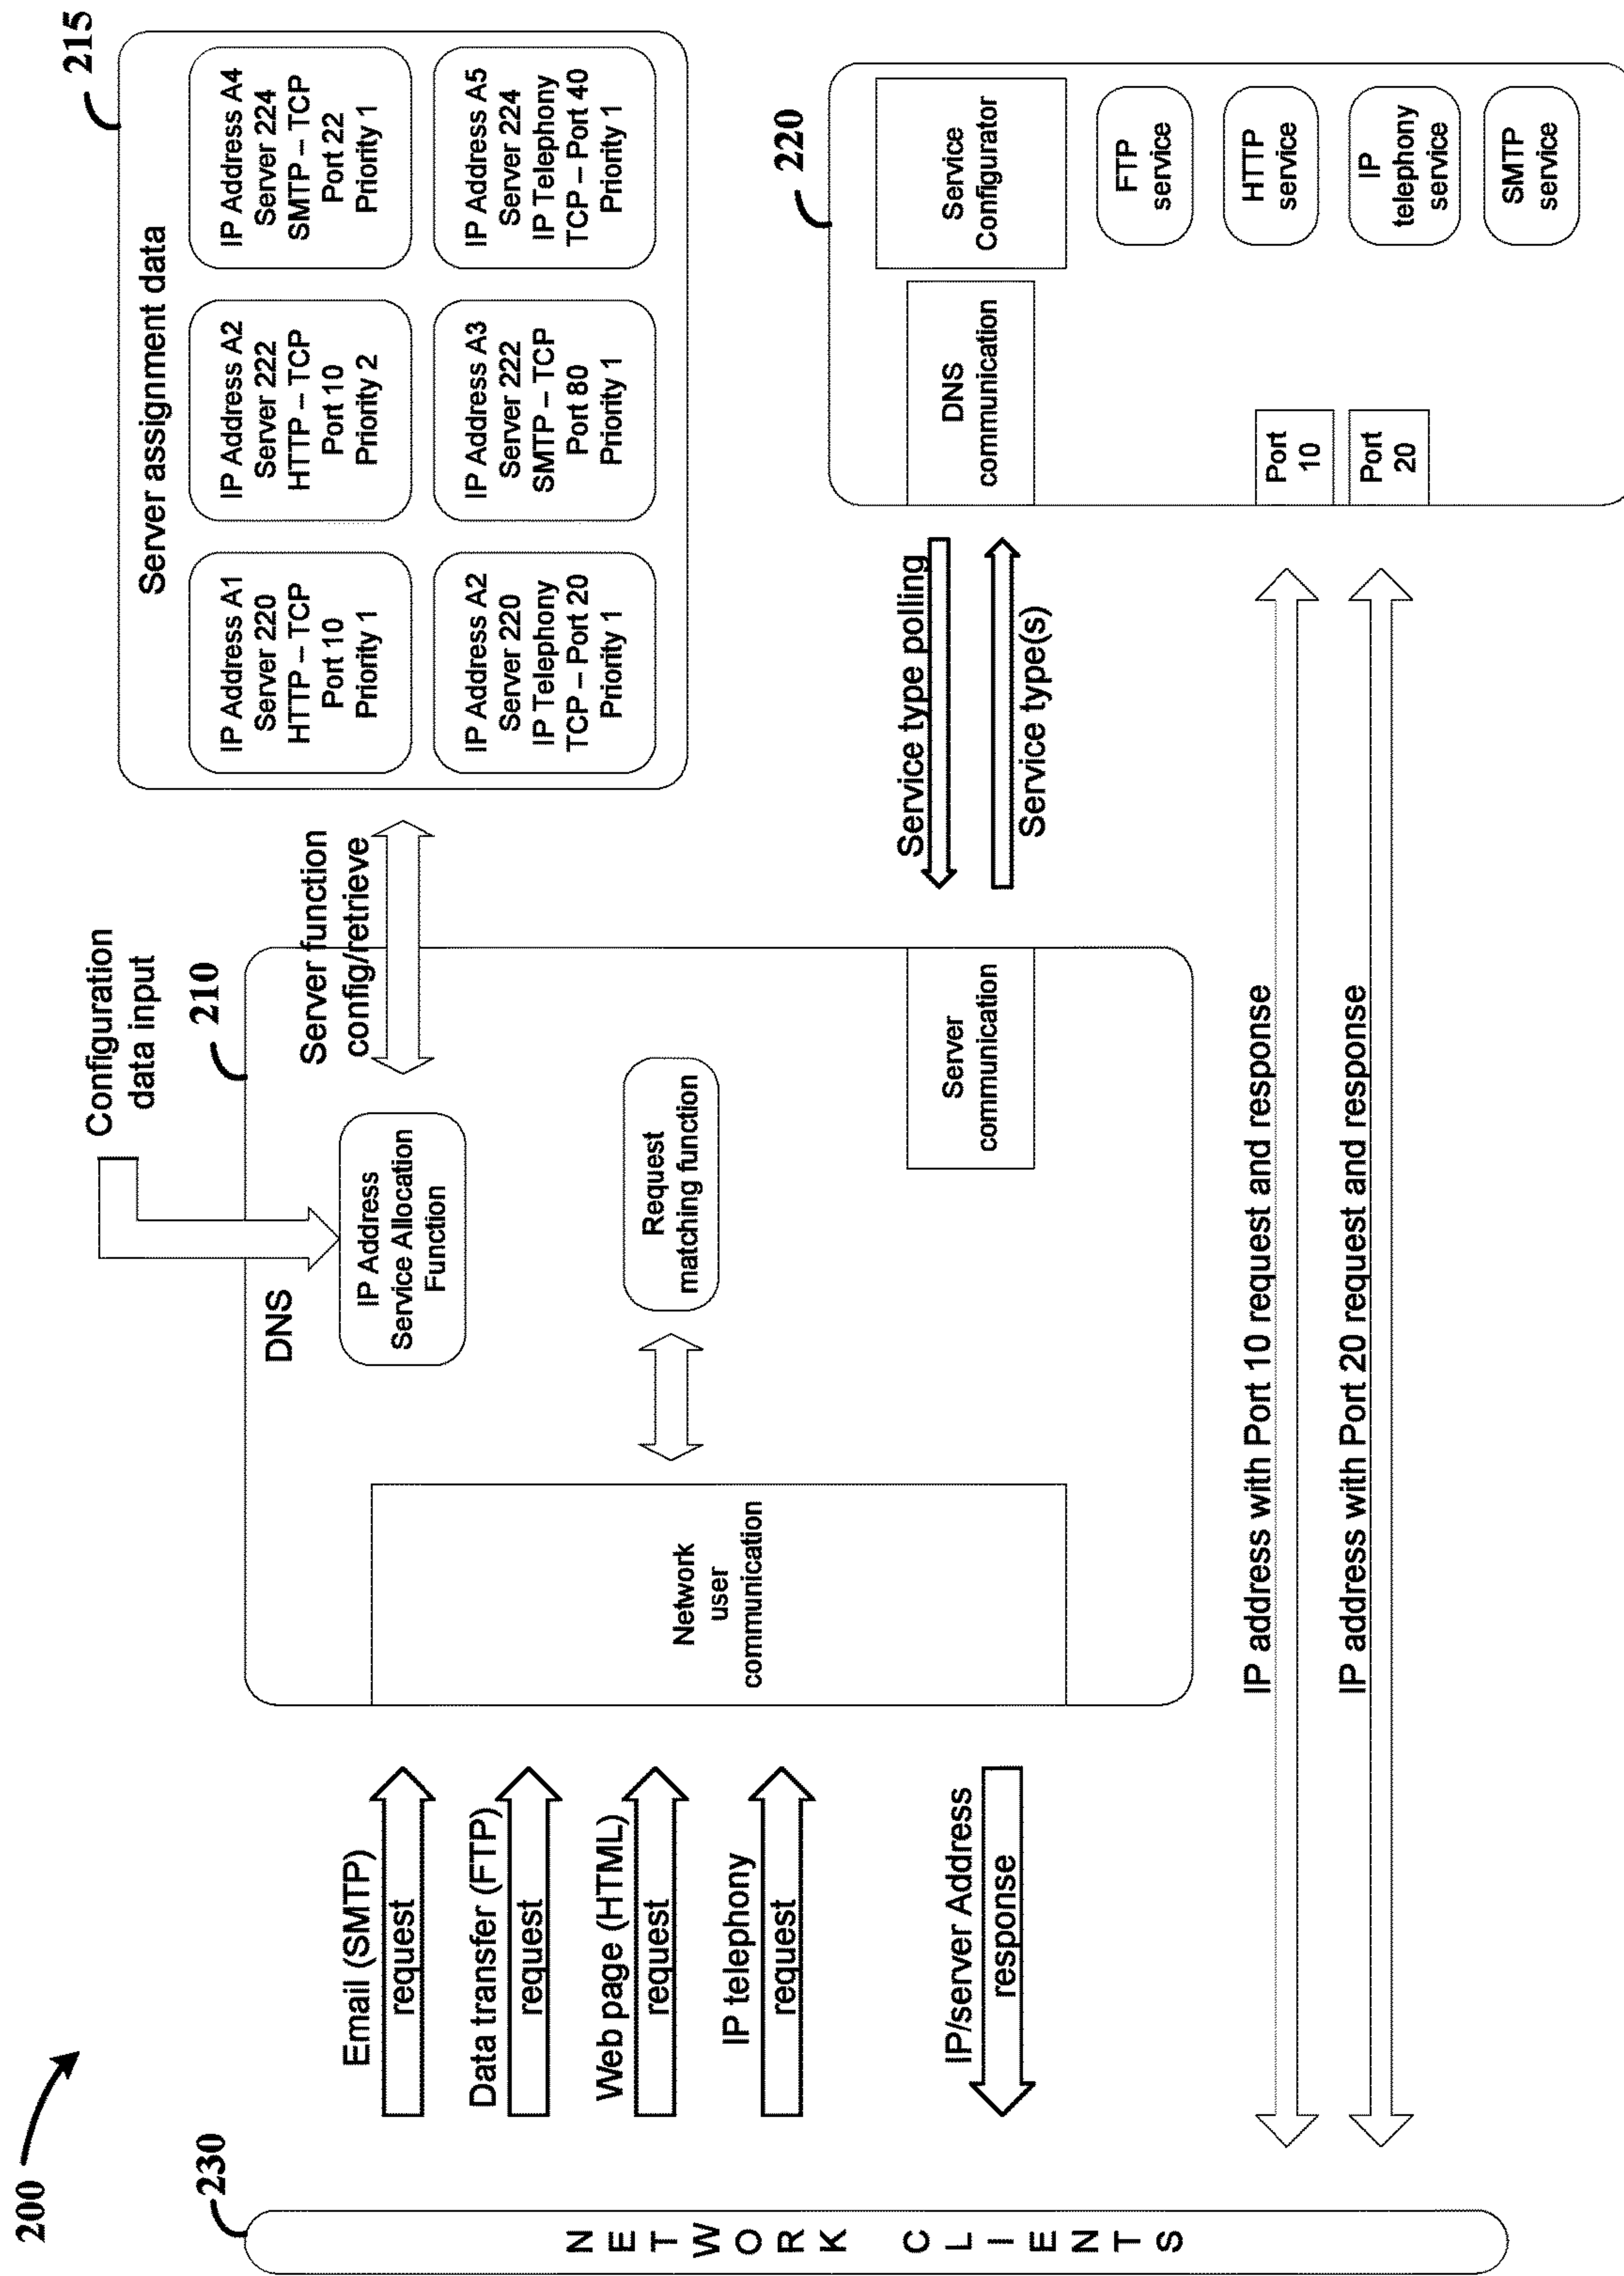 200
230
NETWORK CLIENTS
Email (SMTP)
request
Data transfer (FTP)
request
Web page (HTML)
request
IP telephony
request
IP/server Address
response
Configuration
data input
210
DNS
Network
user
communication
IP Address
Service Allocation
Function
Request
matching function
Server
communication
Server function
config/retrieve
215
Server assignment data
IP Address A1
Server 220
HTTP – TCP
Port 10
Priority 1
IP Address A2
Server 222
HTTP – TCP
Port 10
Priority 2
IP Address A4
Server 224
SMTP – TCP
Port 22
Priority 1
IP Address A2
Server 220
IP Telephony
TCP – Port 20
Priority 1
IP Address A3
Server 222
SMTP – TCP
Port 80
Priority 1
IP Address A5
Server 224
IP Telephony
TCP – Port 40
Priority 1
Service type polling
Service type(s)
220
DNS
communication
Service
Configurator
FTP
service
HTTP
service
IP
telephony
service
SMTP
service
Port
10
Port
20
IP address with Port 10 request and response
IP address with Port 20 request and response